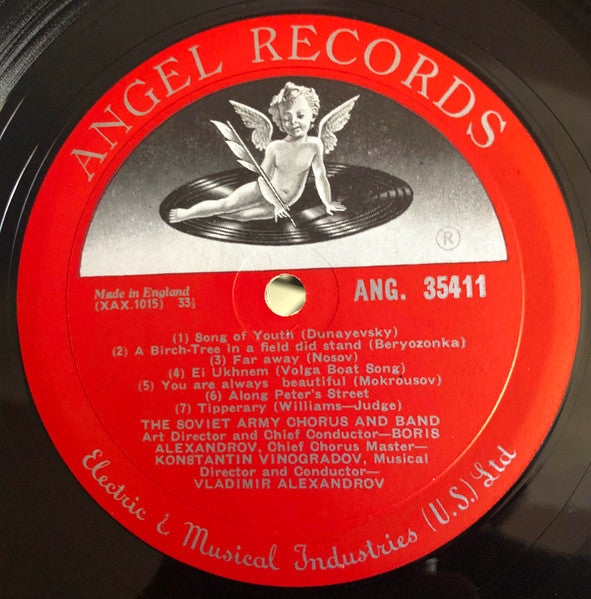 ANGEL RECORDS
®
Made in England
(XAX.1015) 33⅓
ANG. 35411
(1) Song of Youth (Dunayevsky)
(2) A Birch-Tree in a field did stand (Beryozonka)
(3) Far away (Nosov)
(4) Ei Ukhnem (Volga Boat Song)
(5) You are always beautiful (Mokrousov)
(6) Along Peter's Street
(7) Tipperary (Williams—Judge)
THE SOVIET ARMY CHORUS AND BAND
Art Director and Chief Conductor—BORIS
ALEXANDROV, Chief Chorus Master—
KONSTANTIN VINOGRADOV, Musical
Director and Conductor—
VLADIMIR ALEXANDROV
Electric & Musical Industries (U.S.) Ltd